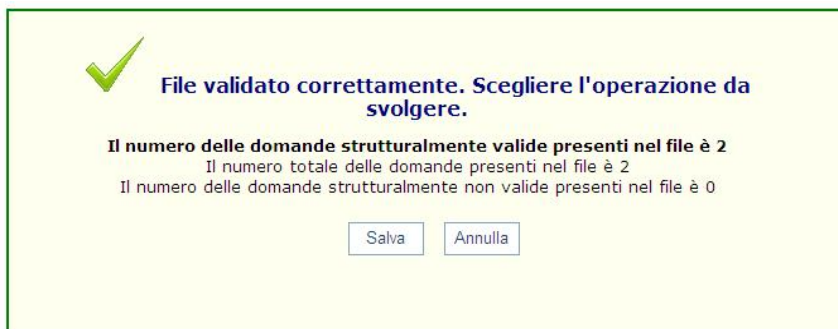 File validato correttamente. Scegliere l'operazione da
svolgere.
Il numero delle domande strutturalmente valide presenti nel file è 2
Il numero totale delle domande presenti nel file è 2
Il numero delle domande strutturalmente non valide presenti nel file è 0
Salva Annulla